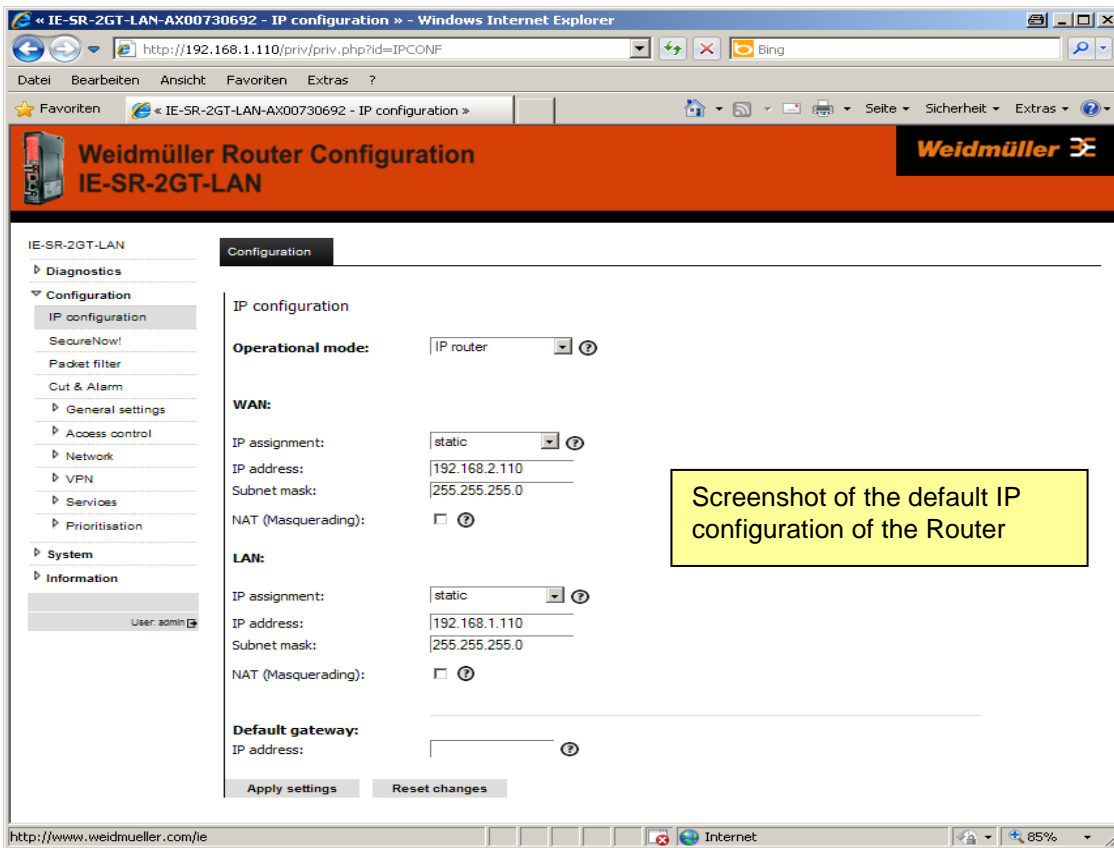 « IE-SR-2GT-LAN-AX00730692 - IP configuration » - Windows Internet Explorer
http://192.168.1.110/priv/priv.php?id=IPCONF
Bing
Datei Bearbeiten Ansicht Favoriten Extras ?
Favoriten « IE-SR-2GT-LAN-AX00730692 - IP configuration » Seite Sicherheit Extras
Weidmüller Router Configuration
IE-SR-2GT-LAN
Weidmüller
IE-SR-2GT-LAN
Diagnostics
Configuration
IP configuration
SecureNow!
Packet filter
Cut & Alarm
General settings
Access control
Network
VPN
Services
Prioritisation
System
Information
User: admin
Configuration
IP configuration
Operational mode: IP router ?
WAN:
IP assignment: static ?
IP address: 192.168.2.110
Subnet mask: 255.255.255.0
NAT (Masquerading): ?
LAN:
IP assignment: static ?
IP address: 192.168.1.110
Subnet mask: 255.255.255.0
NAT (Masquerading): ?
Default gateway:
IP address: ?
Apply settings Reset changes
Screenshot of the default IP
configuration of the Router
http://www.weidmueller.com/ie Internet 85%